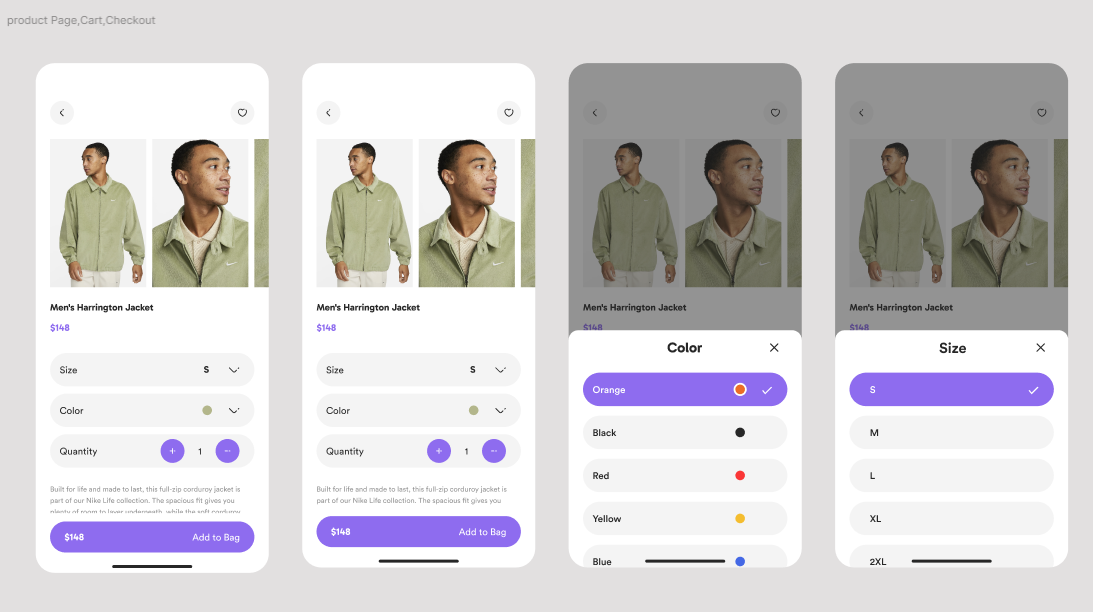 product Page,Cart,Checkout
Men's Harrington Jacket
$148
Size S
Color
Quantity + 1 −
Built for life and made to last, this full-zip corduroy jacket is
part of our Nike Life collection. The spacious fit gives you
plenty of room to layer underneath, while the soft corduroy
$148 Add to Bag
Men's Harrington Jacket
$148
Size S
Color
Quantity + 1 −
Built for life and made to last, this full-zip corduroy jacket is
part of our Nike Life collection. The spacious fit gives you
$148 Add to Bag
Men's Harrington Jacket
$148
Color
Orange
Black
Red
Yellow
Blue
Men's Harrington Jacket
$148
Size
S
M
L
XL
2XL